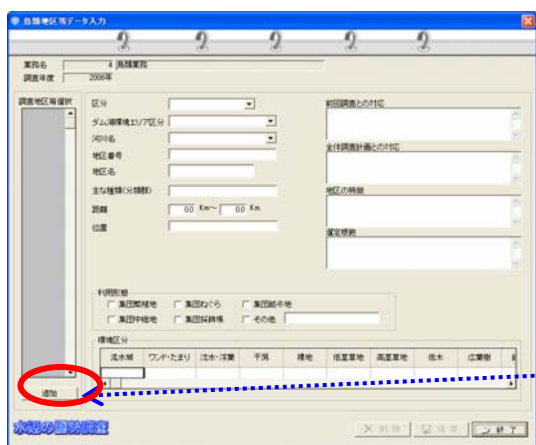 鳥類地区等データ入力
業務名 4 鳥類業務
調査年度 2006年
調査地区等選択
区分
ダム湖環境エリア区分
河川名
地区番号
地区名
主な種類(分類群)
距離 0.0 Km～ 0.0 Km
位置
前回調査との対応
全体調査計画との対応
地区の特徴
選定根拠
利用形態
集団繁殖地 集団ねぐら 集団越冬地
集団中継地 集団採餌場 その他
環境区分
流水域 ワンド・たまり 沈水・浮葉 干潟 裸地 低茎草地 高茎草地 低木 広葉樹
追加
水辺の国勢調査
削除 保存 終了